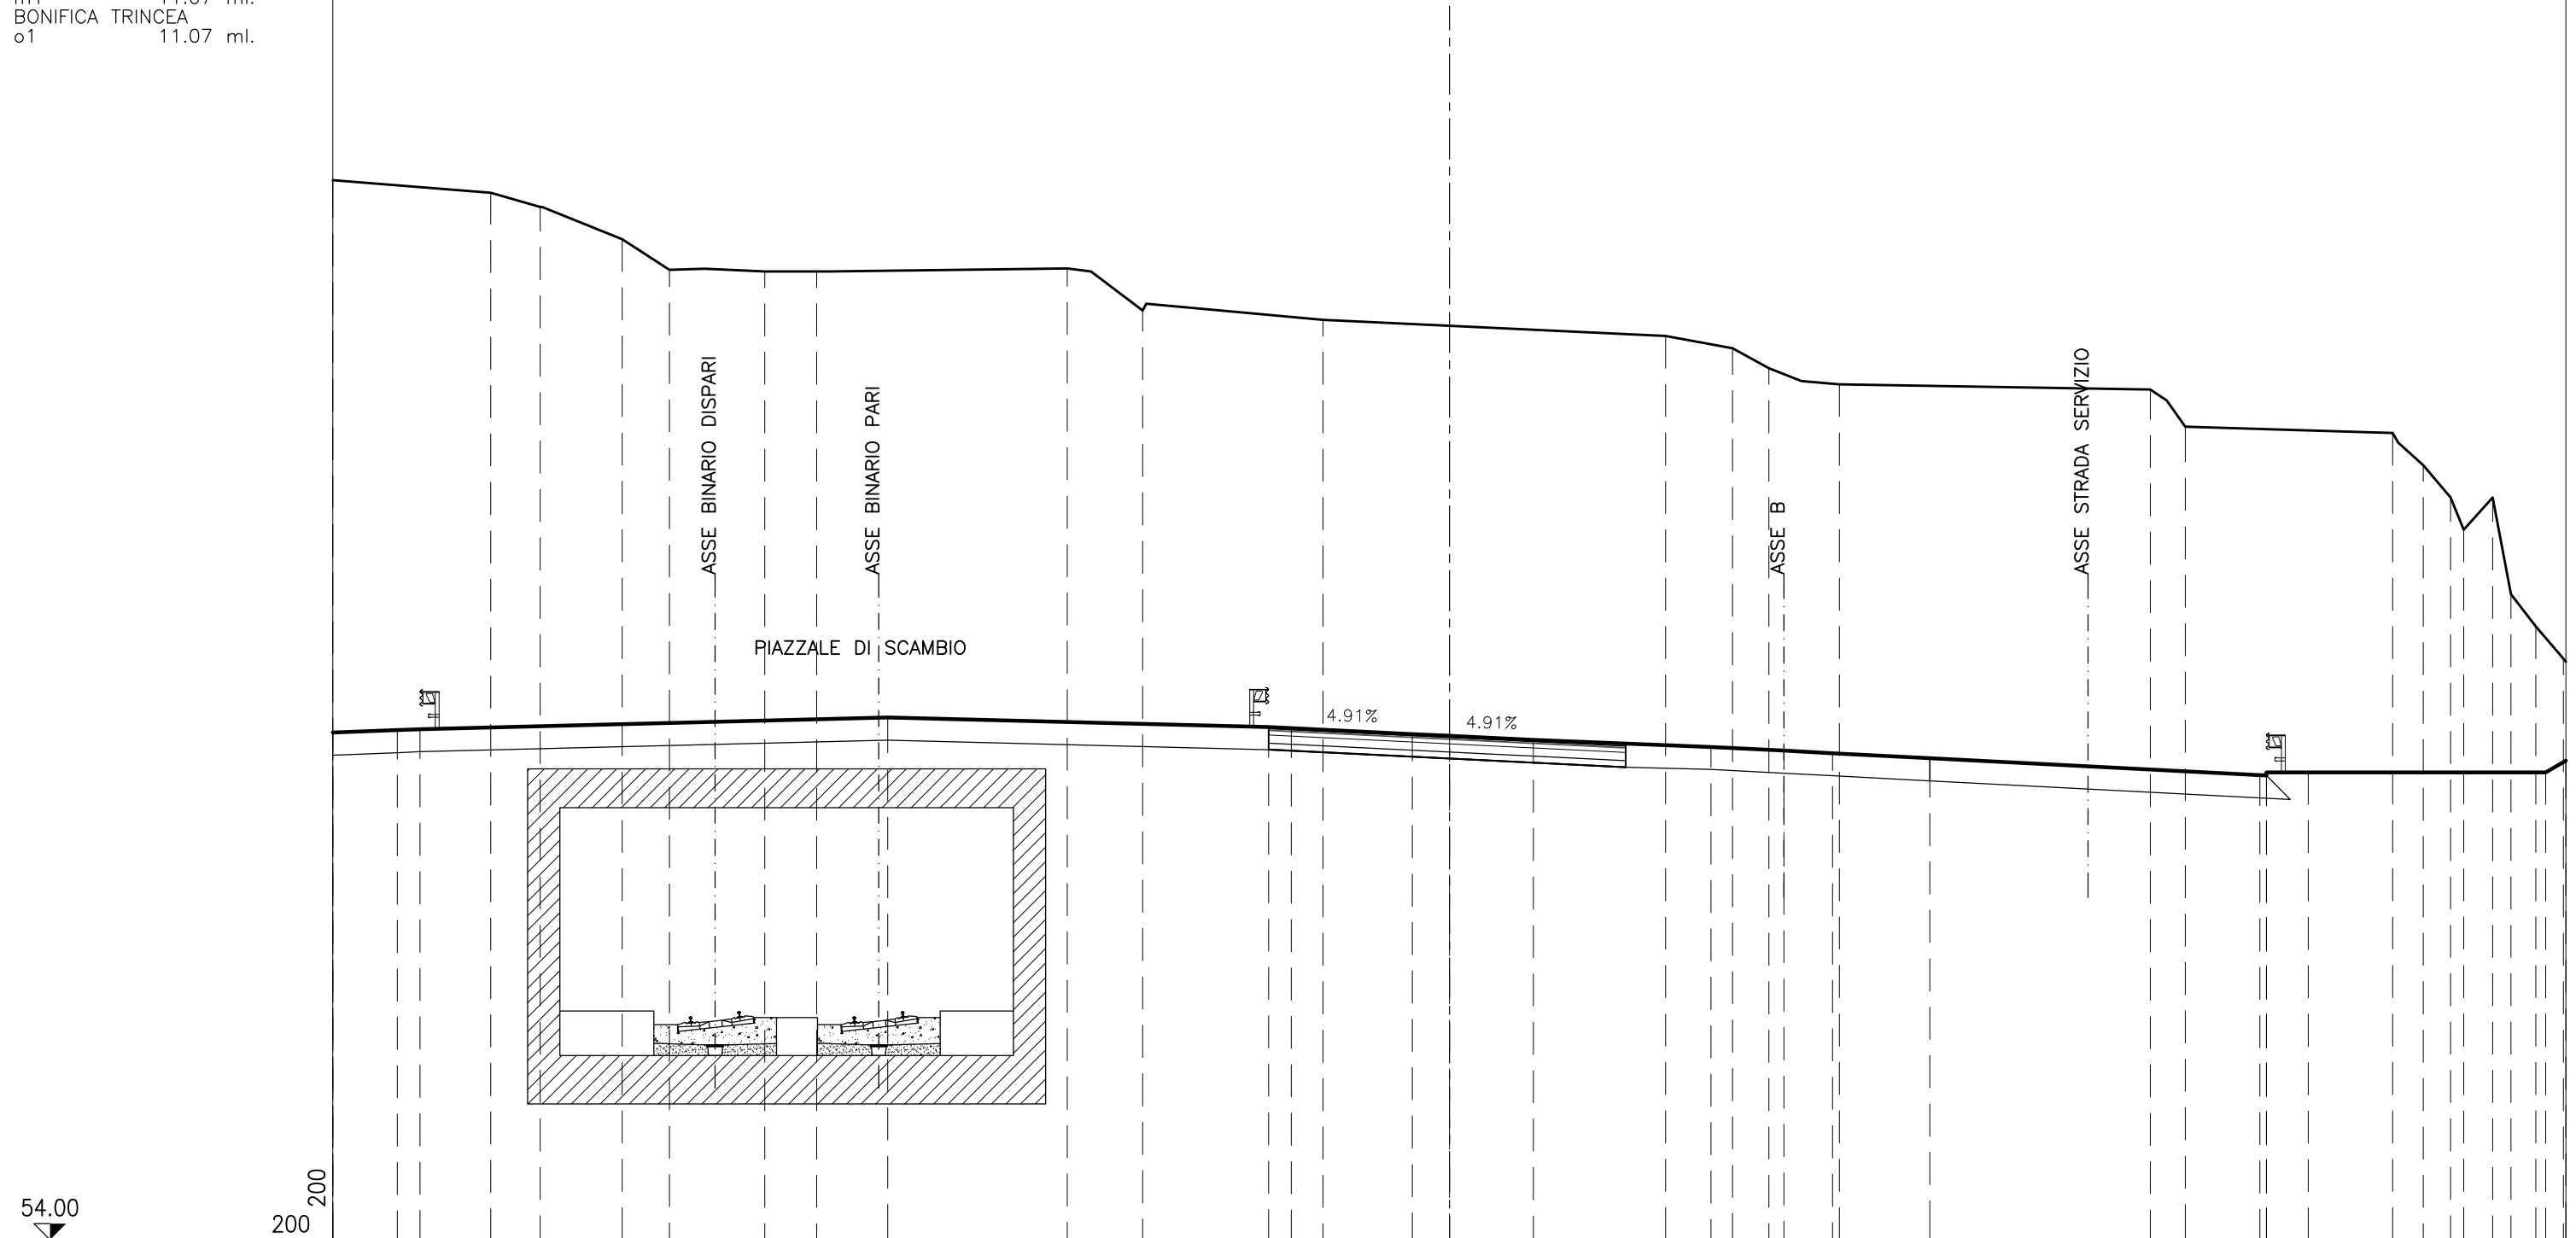 BONIFICA TRINCEA
o1 11.07 ml.
ASSE BINARIO DISPARI
ASSE BINARIO PARI
ASSE B
ASSE STRADA SERVIZIO
PIAZZALE DI SCAMBIO
4.91%
4.91%
200
54.00
200